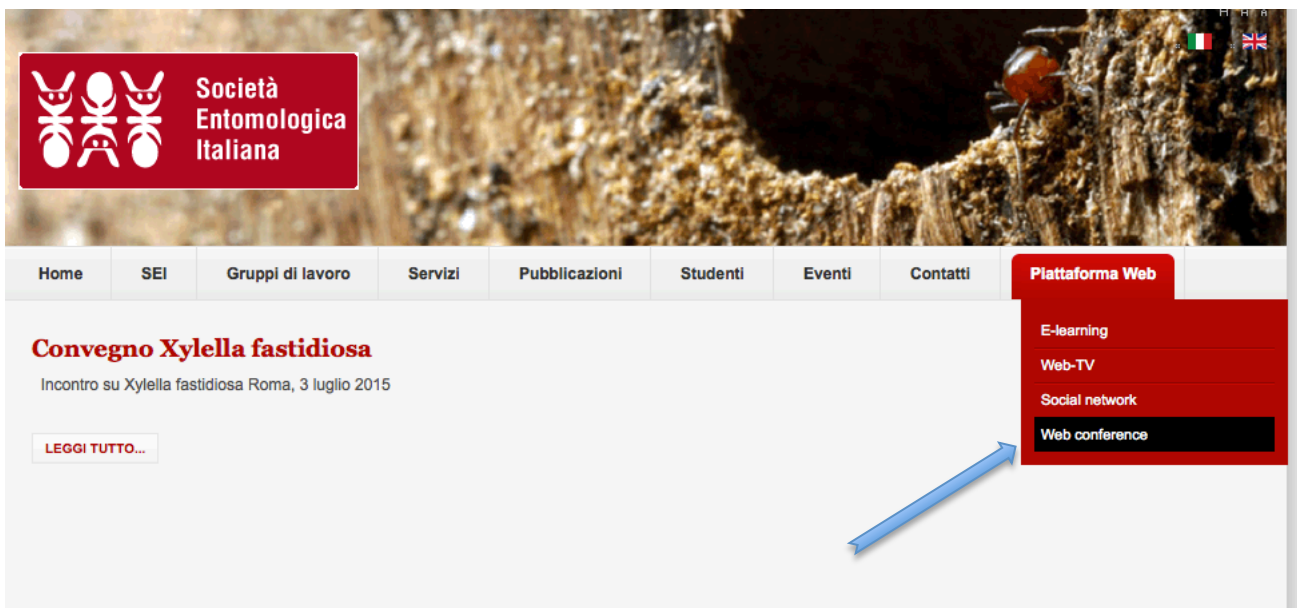 Società
Entomologica
Italiana
Home SEI Gruppi di lavoro Servizi Pubblicazioni Studenti Eventi Contatti Piattaforma Web
E-learning
Web-TV
Social network
Web conference
Convegno Xylella fastidiosa
Incontro su Xylella fastidiosa Roma, 3 luglio 2015
LEGGI TUTTO...